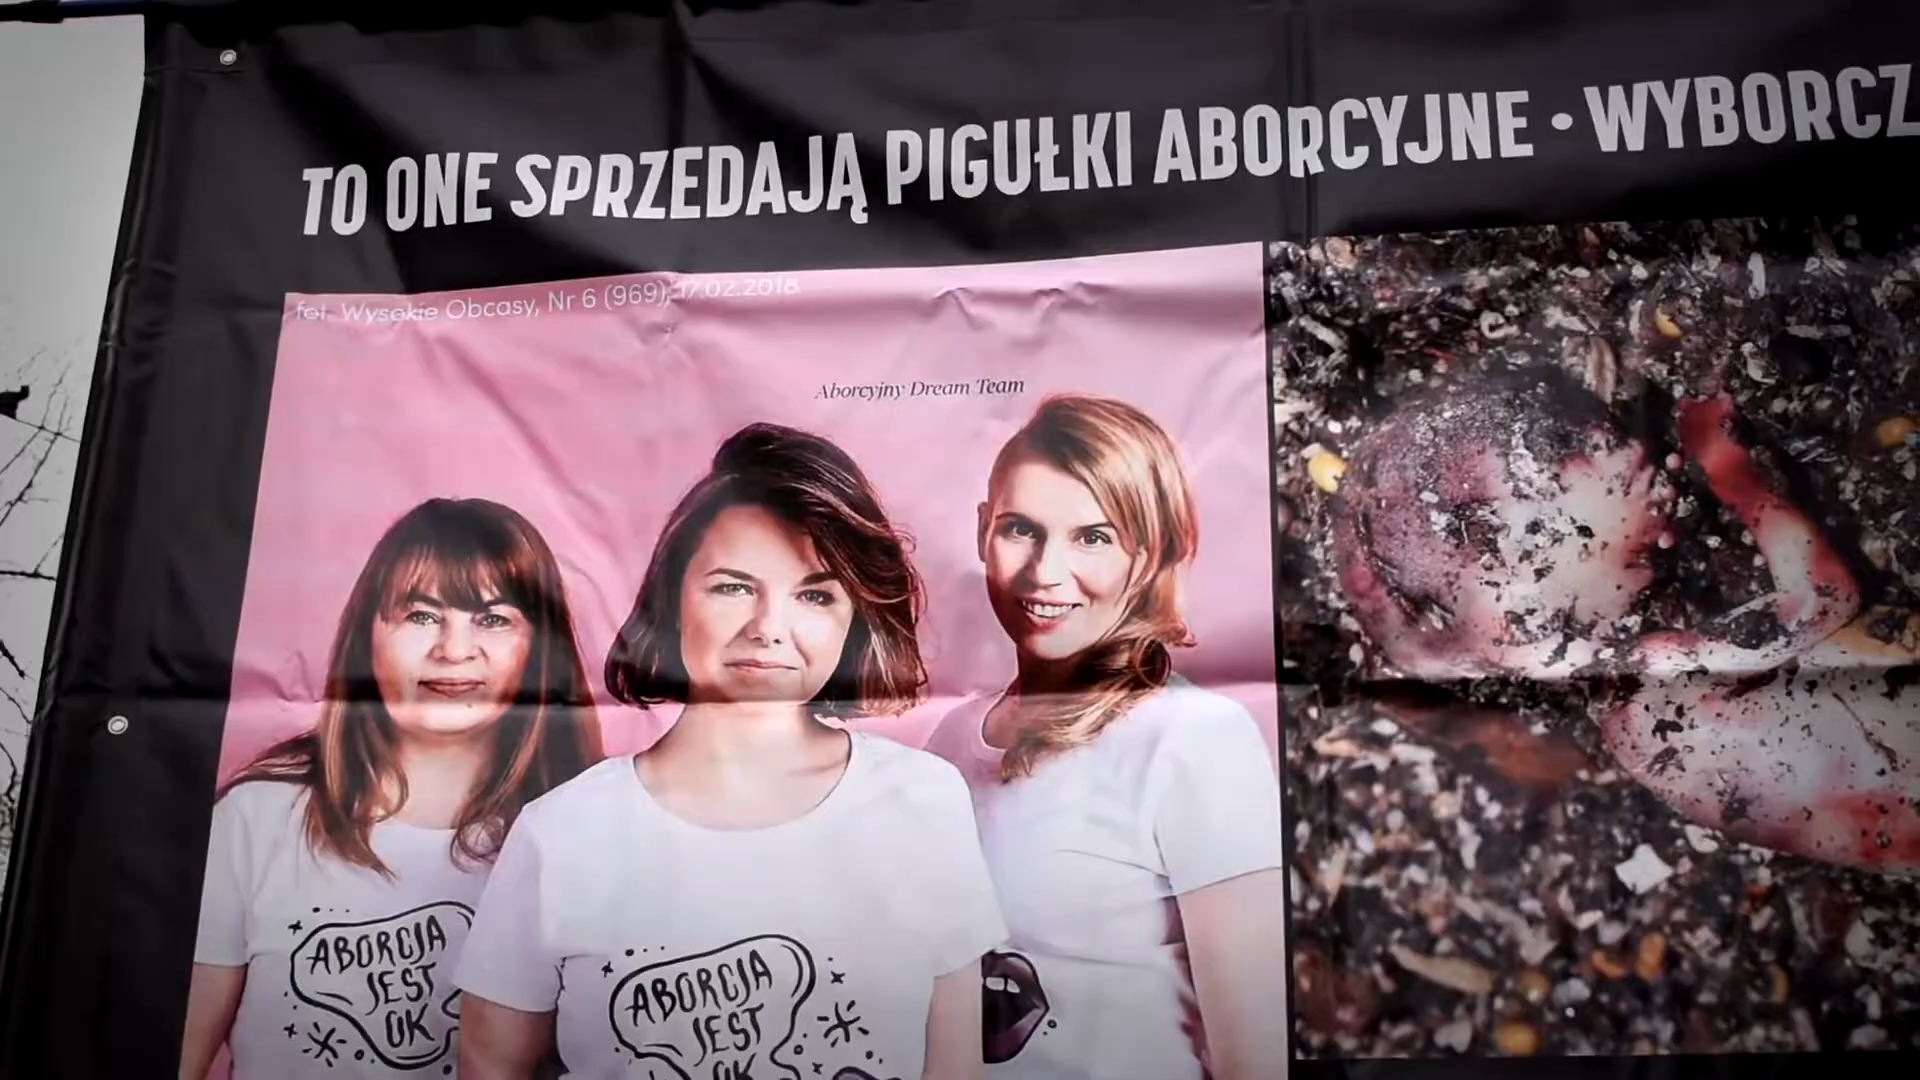 TO ONE SPRZEDAJĄ PIGUŁKI ABORCYJNE • WYBORCZ
fot. Wysokie Obcasy, Nr 6 (969), 17.02.2018
Aborcyjny Dream Team
ABORCJA
JEST
OK
ABORCJA
JEST
OK